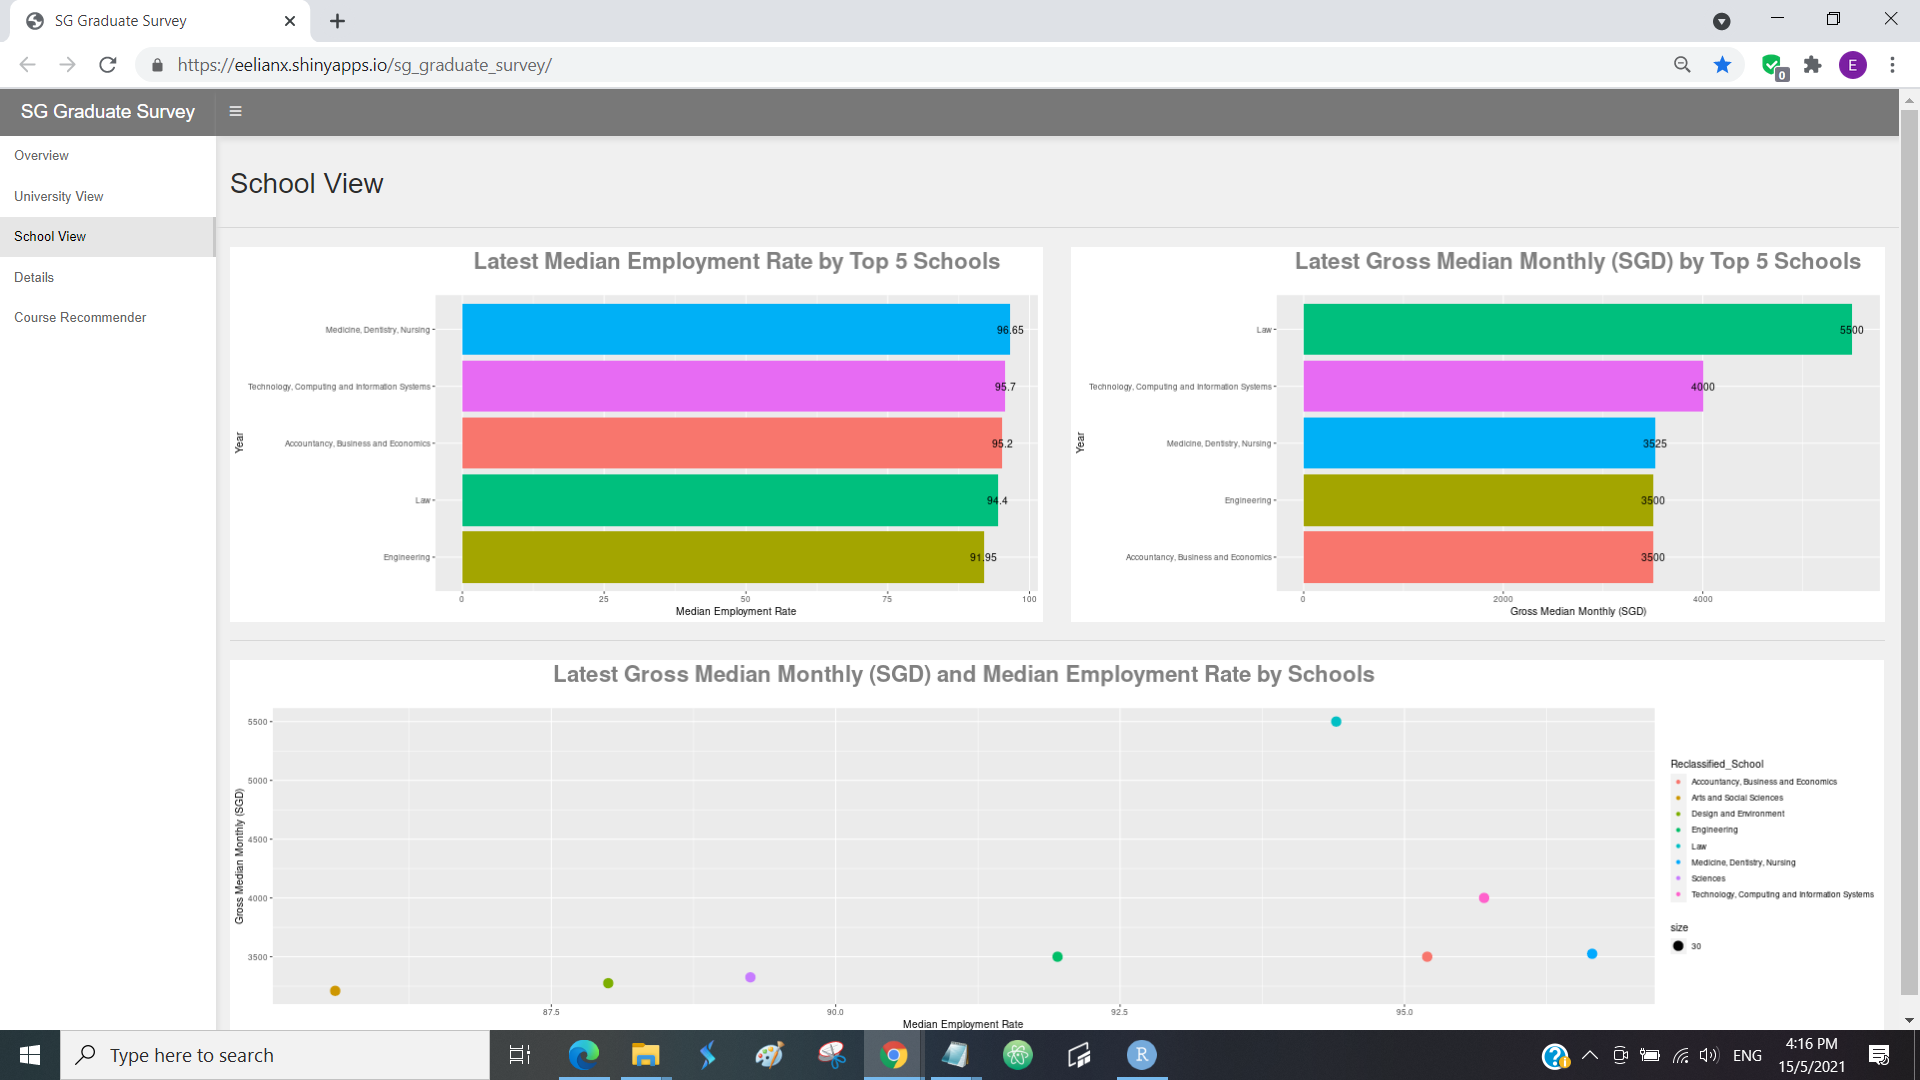 SG Graduate Survey
https://eelianx.shinyapps.io/sg_graduate_survey/
0
E
SG Graduate Survey
Overview
University View
School View
Details
Course Recommender
School View
Latest Median Employment Rate by Top 5 Schools
Year
Medicine, Dentistry, Nursing
96.65
Technology, Computing and Information Systems
95.7
Accountancy, Business and Economics
95.2
Law
94.4
Engineering
91.95
0 25 50 75 100
Median Employment Rate
Latest Gross Median Monthly (SGD) by Top 5 Schools
Year
Law
5500
Technology, Computing and Information Systems
4000
Medicine, Dentistry, Nursing
3525
Engineering
3500
Accountancy, Business and Economics
3500
0 2000 4000
Gross Median Monthly (SGD)
Latest Gross Median Monthly (SGD) and Median Employment Rate by Schools
Gross Median Monthly (SGD)
5500
5000
4500
4000
3500
87.5 90.0 92.5 95.0
Median Employment Rate
Reclassified_School
Accountancy, Business and Economics
Arts and Social Sciences
Design and Environment
Engineering
Law
Medicine, Dentistry, Nursing
Sciences
Technology, Computing and Information Systems
size
30
Type here to search
R
ENG
4:16 PM
15/5/2021